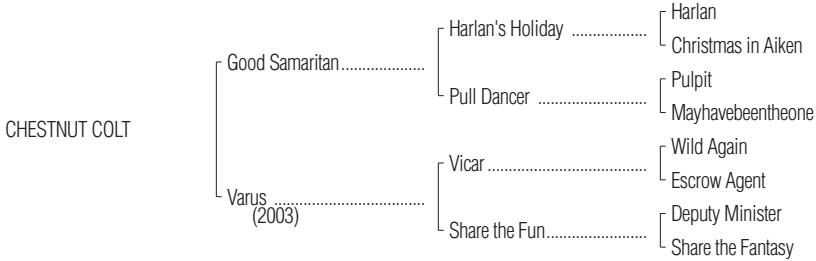 Harlan
Harlan's Holiday ..................
Christmas in Aiken
Good Samaritan....................
Pulpit
Pull Dancer ..........................
Mayhavebeentheone
CHESTNUT COLT
Wild Again
Vicar ................................
Escrow Agent
Varus ...................................
(2003)
Deputy Minister
Share the Fun........................
Share the Fantasy